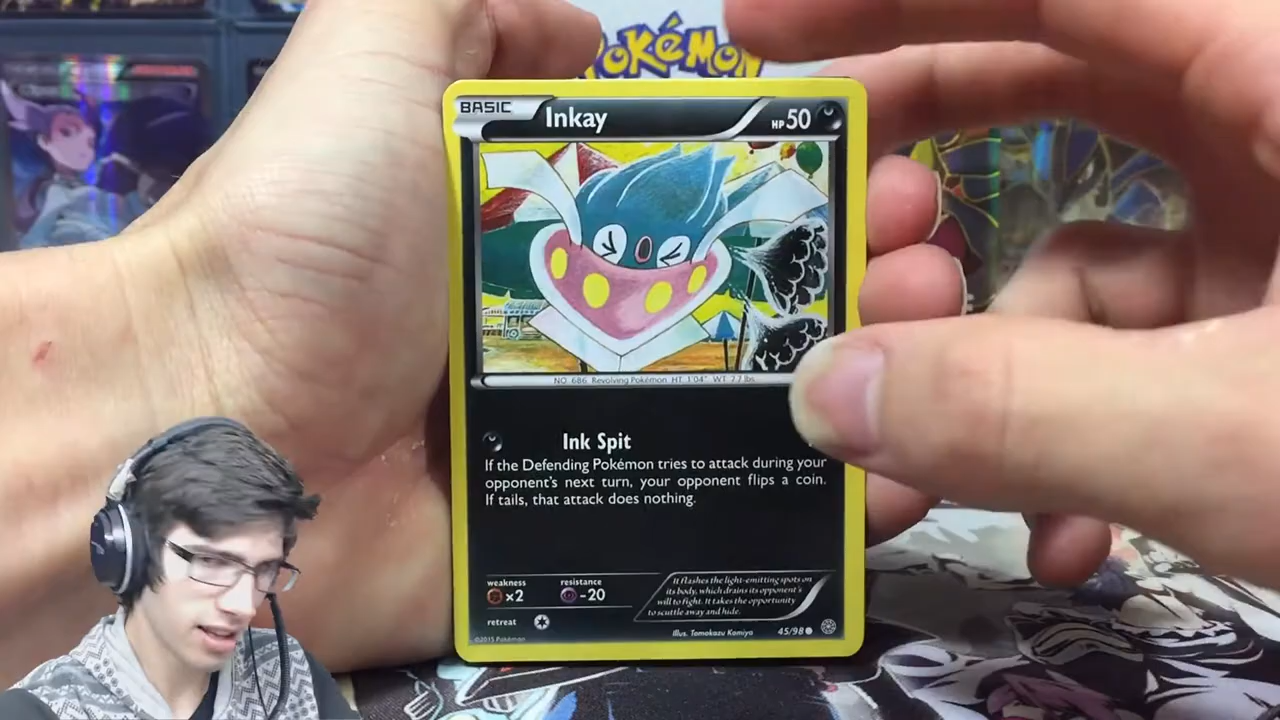 POKéMON
BASIC
Inkay
HP50
NO. 686 Revolving Pokémon HT: 1'04" WT: 7.7 lbs
Ink Spit
If the Defending Pokémon tries to attack during your
opponent's next turn, your opponent flips a coin.
If tails, that attack does nothing.
weakness
×2
resistance
-20
retreat
It flashes the light-emitting spots on
its body, which drains its opponent's
will to fight. It takes the opportunity
to scuttle away and hide.
Illus. Tomokazu Komiya
45/98
©2015 Pokémon